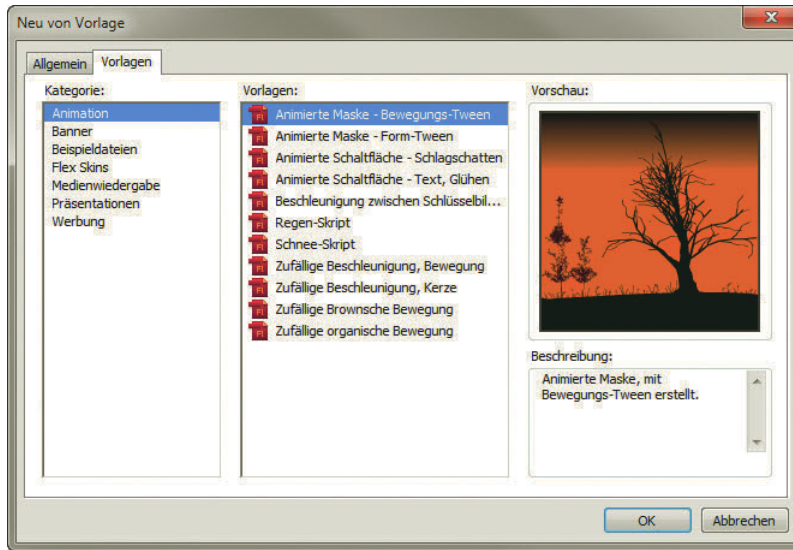 Neu von Vorlage
Allgemein
Vorlagen
Kategorie:
Animation
Banner
Beispieldateien
Flex Skins
Medienwiedergabe
Präsentationen
Werbung
Vorlagen:
Animierte Maske - Bewegungs-Tween
Animierte Maske - Form-Tween
Animierte Schaltfläche - Schlagschatten
Animierte Schaltfläche - Text, Glühen
Beschleunigung zwischen Schlüsselbil...
Regen-Skript
Schnee-Skript
Zufällige Beschleunigung, Bewegung
Zufällige Beschleunigung, Kerze
Zufällige Brownsche Bewegung
Zufällige organische Bewegung
Vorschau:
Beschreibung:
Animierte Maske, mit
Bewegungs-Tween erstellt.
OK
Abbrechen